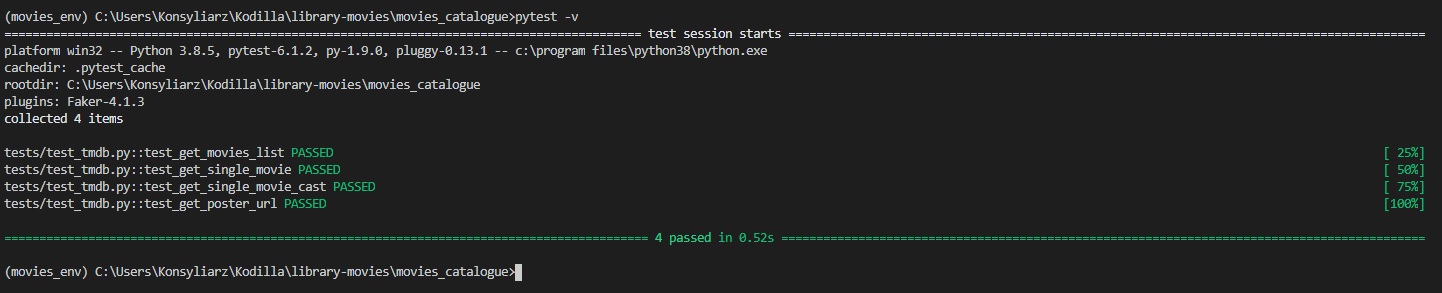 (movies_env) C:\Users\Konsyliarz\Kodilla\library-movies\movies_catalogue>pytest -v
============================================================================================ test session starts ============================================================================================
platform win32 -- Python 3.8.5, pytest-6.1.2, py-1.9.0, pluggy-0.13.1 -- c:\program files\python38\python.exe
cachedir: .pytest_cache
rootdir: C:\Users\Konsyliarz\Kodilla\library-movies\movies_catalogue
plugins: Faker-4.1.3
collected 4 items
tests/test_tmdb.py::test_get_movies_list PASSED [ 25%]
tests/test_tmdb.py::test_get_single_movie PASSED [ 50%]
tests/test_tmdb.py::test_get_single_movie_cast PASSED [ 75%]
tests/test_tmdb.py::test_get_poster_url PASSED [100%]
============================================================================================= 4 passed in 0.52s =============================================================================================
(movies_env) C:\Users\Konsyliarz\Kodilla\library-movies\movies_catalogue>